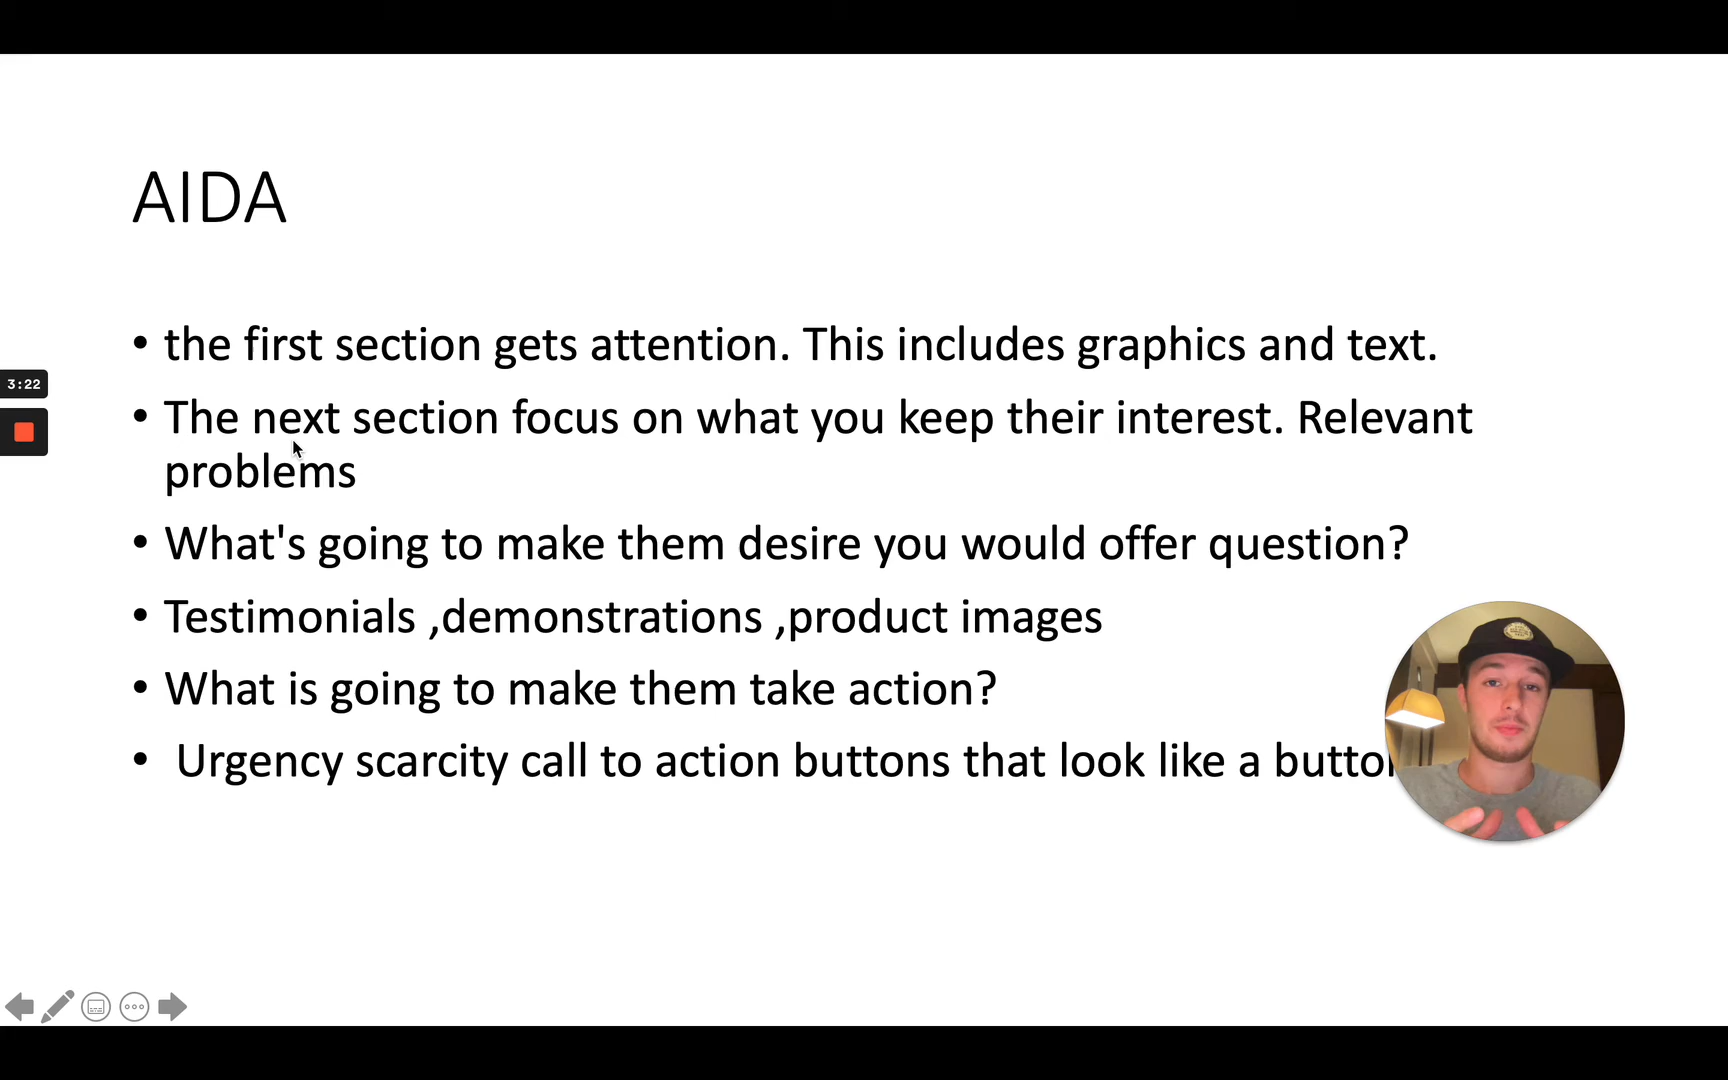 AIDA
• the first section gets attention. This includes graphics and text.
• The next section focus on what you keep their interest. Relevant
problems
• What's going to make them desire you would offer question?
• Testimonials ,demonstrations ,product images
• What is going to make them take action?
• Urgency scarcity call to action buttons that look like a
3:22